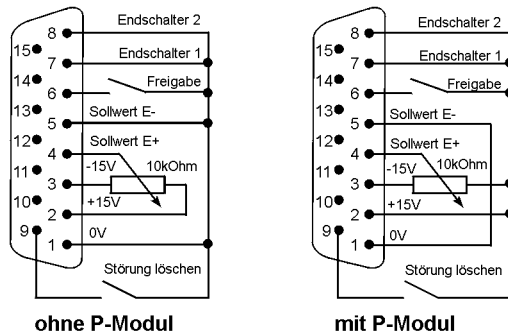 Endschalter 2
8
15
Endschalter 1
7
14
Freigabe
6
13
Sollwert E-
5
12
Sollwert E+
4
11
-15V
10kOhm
3
10
+15V
2
9
0V
1
Störung löschen
ohne P-Modul
Endschalter 2
8
15
Endschalter 1
7
14
Freigabe
6
13
Sollwert E-
5
12
Sollwert E+
4
11
-15V
10kOhm
3
10
+15V
2
9
0V
1
Störung löschen
mit P-Modul